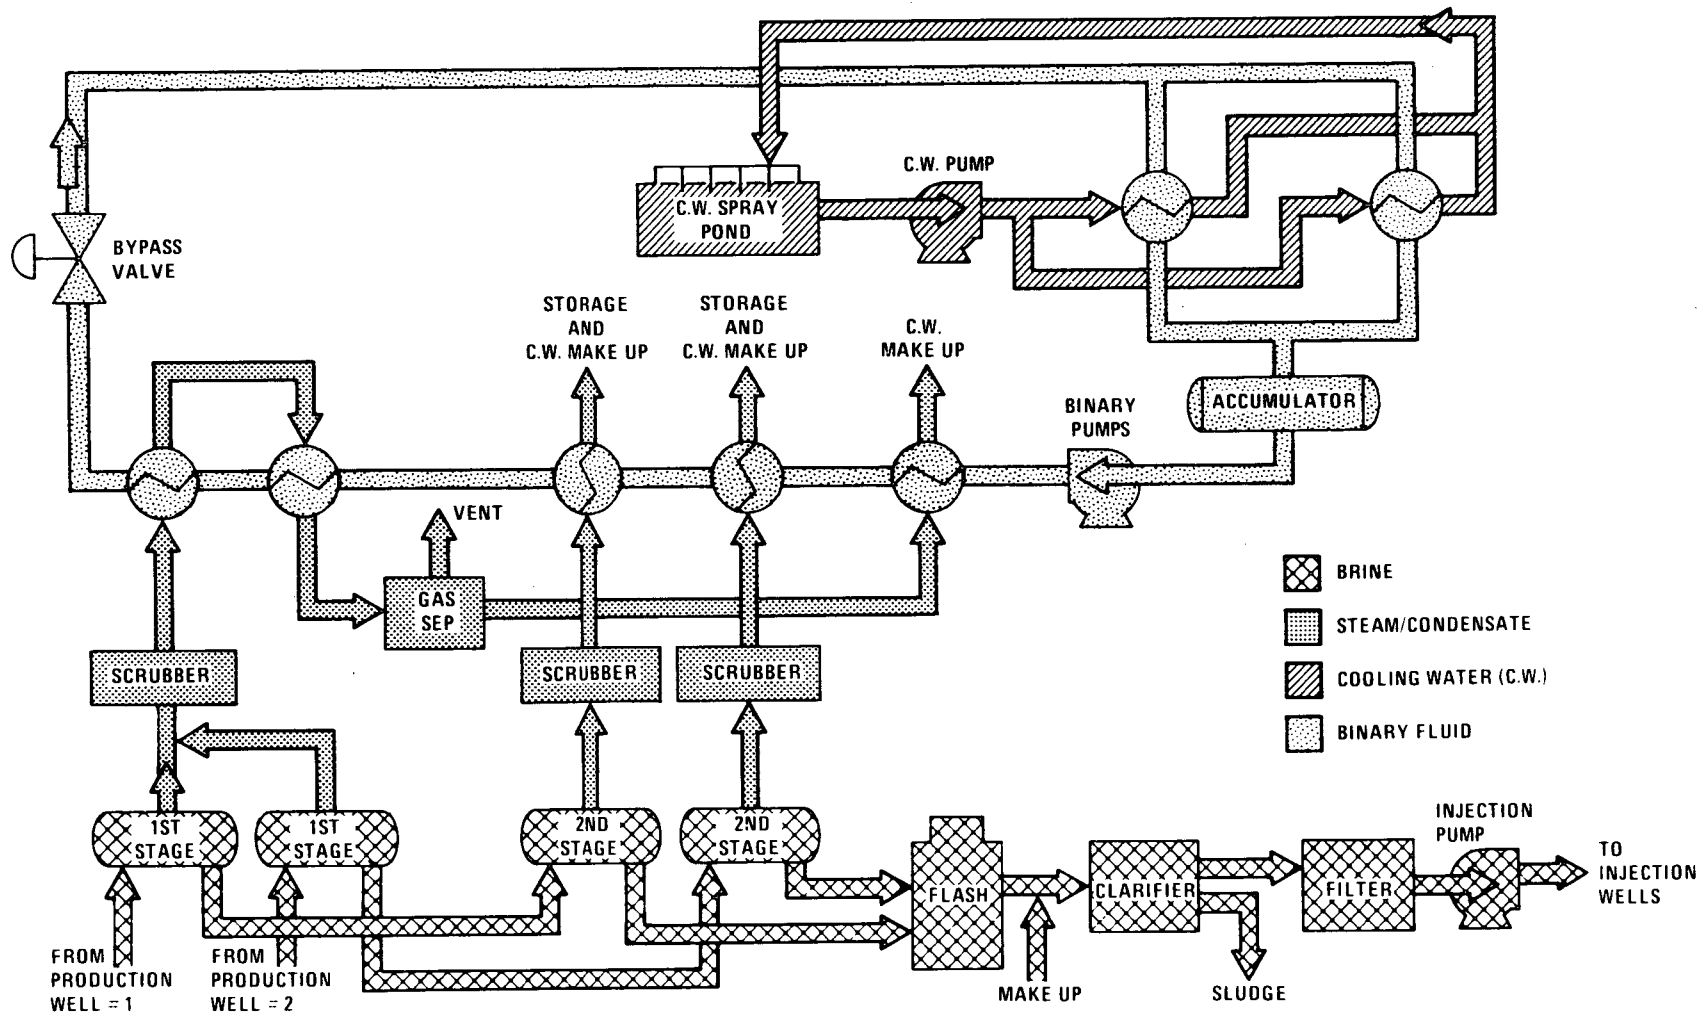 C.W. PUMP
C.W. SPRAY
POND
BYPASS
VALVE
STORAGE
AND
C.W. MAKE UP
STORAGE
AND
C.W. MAKE UP
C.W.
MAKE UP
ACCUMULATOR
BINARY
PUMPS
VENT
GAS
SEP
BRINE
STEAM/CONDENSATE
COOLING WATER (C.W.)
BINARY FLUID
SCRUBBER
SCRUBBER
SCRUBBER
1ST
STAGE
1ST
STAGE
2ND
STAGE
2ND
STAGE
FLASH
CLARIFIER
FILTER
INJECTION
PUMP
TO
INJECTION
WELLS
FROM
PRODUCTION
WELL = 1
FROM
PRODUCTION
WELL = 2
MAKE UP
SLUDGE